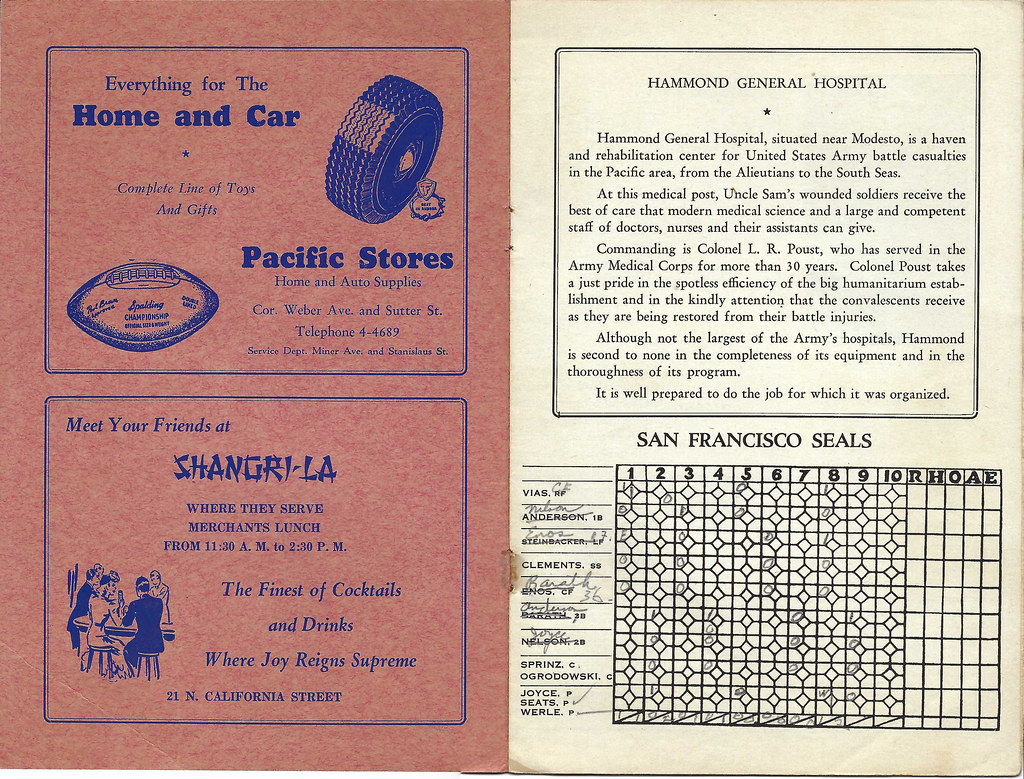 Everything for The
Home and Car
Complete Line of Toys
And Gifts
Pacific Stores
Home and Auto Supplies
Cor. Weber Ave. and Sutter St.
Telephone 4-4689
Service Dept. Miner Ave. and Stanislaus St.
Spalding
CHAMPIONSHIP
OFFICIAL SIZE & WEIGHT
DOUBLE LINED
Meet Your Friends at
SHANGRI-LA
WHERE THEY SERVE
MERCHANTS LUNCH
FROM 11:30 A. M. to 2:30 P. M.
The Finest of Cocktails
and Drinks
Where Joy Reigns Supreme
21 N. CALIFORNIA STREET
HAMMOND GENERAL HOSPITAL
Hammond General Hospital, situated near Modesto, is a haven
and rehabilitation center for United States Army battle casualties
in the Pacific area, from the Alieutians to the South Seas.
At this medical post, Uncle Sam's wounded soldiers receive the
best of care that modern medical science and a large and competent
staff of doctors, nurses and their assistants can give.
Commanding is Colonel L. R. Poust, who has served in the
Army Medical Corps for more than 30 years. Colonel Poust takes
a just pride in the spotless efficiency of the big humanitarium estab-
lishment and in the kindly attention that the convalescents receive
as they are being restored from their battle injuries.
Although not the largest of the Army's hospitals, Hammond
is second to none in the completeness of its equipment and in the
thoroughness of its program.
It is well prepared to do the job for which it was organized.
SAN FRANCISCO SEALS
1 2 3 4 5 6 7 8 9 10 R H O A E
VIAS, RF CF
Nelson
ANDERSON, 1B
Enos
STEINBACKER, LF
CLEMENTS, SS
Barath 3b
ENOS, CF
Anderson
BARATH, 3B
Joyce
NELSON, 2B
SPRINZ, C
OGRODOWSKI, C
JOYCE, P
SEATS, P
WERLE, P